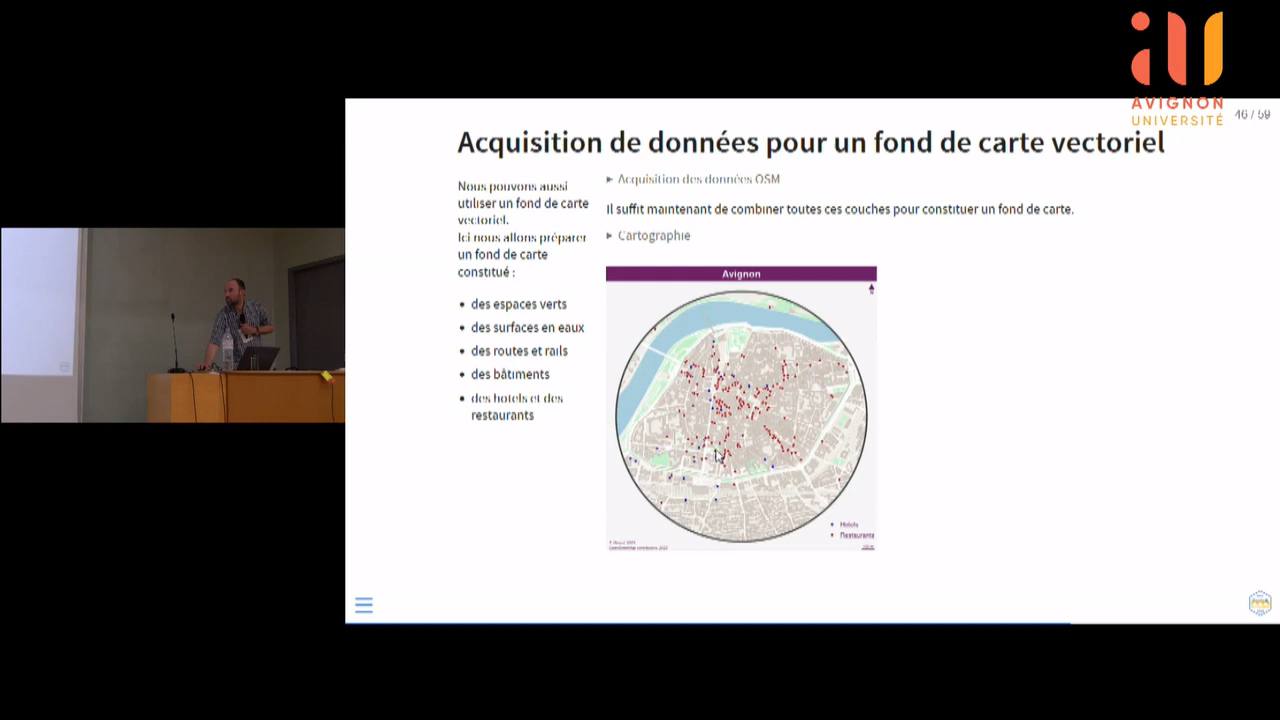 AVIGNON
UNIVERSITÉ
46 / 59
Acquisition de données pour un fond de carte vectoriel
Nous pouvons aussi
utiliser un fond de carte
vectoriel.
Ici nous allons préparer
un fond de carte
constitué :
des espaces verts
des surfaces en eaux
des routes et rails
des bâtiments
des hotels et des
restaurants
Acquisition des données OSM
Il suffit maintenant de combiner toutes ces couches pour constituer un fond de carte.
Cartographie
Avignon
Hotels
Restaurants